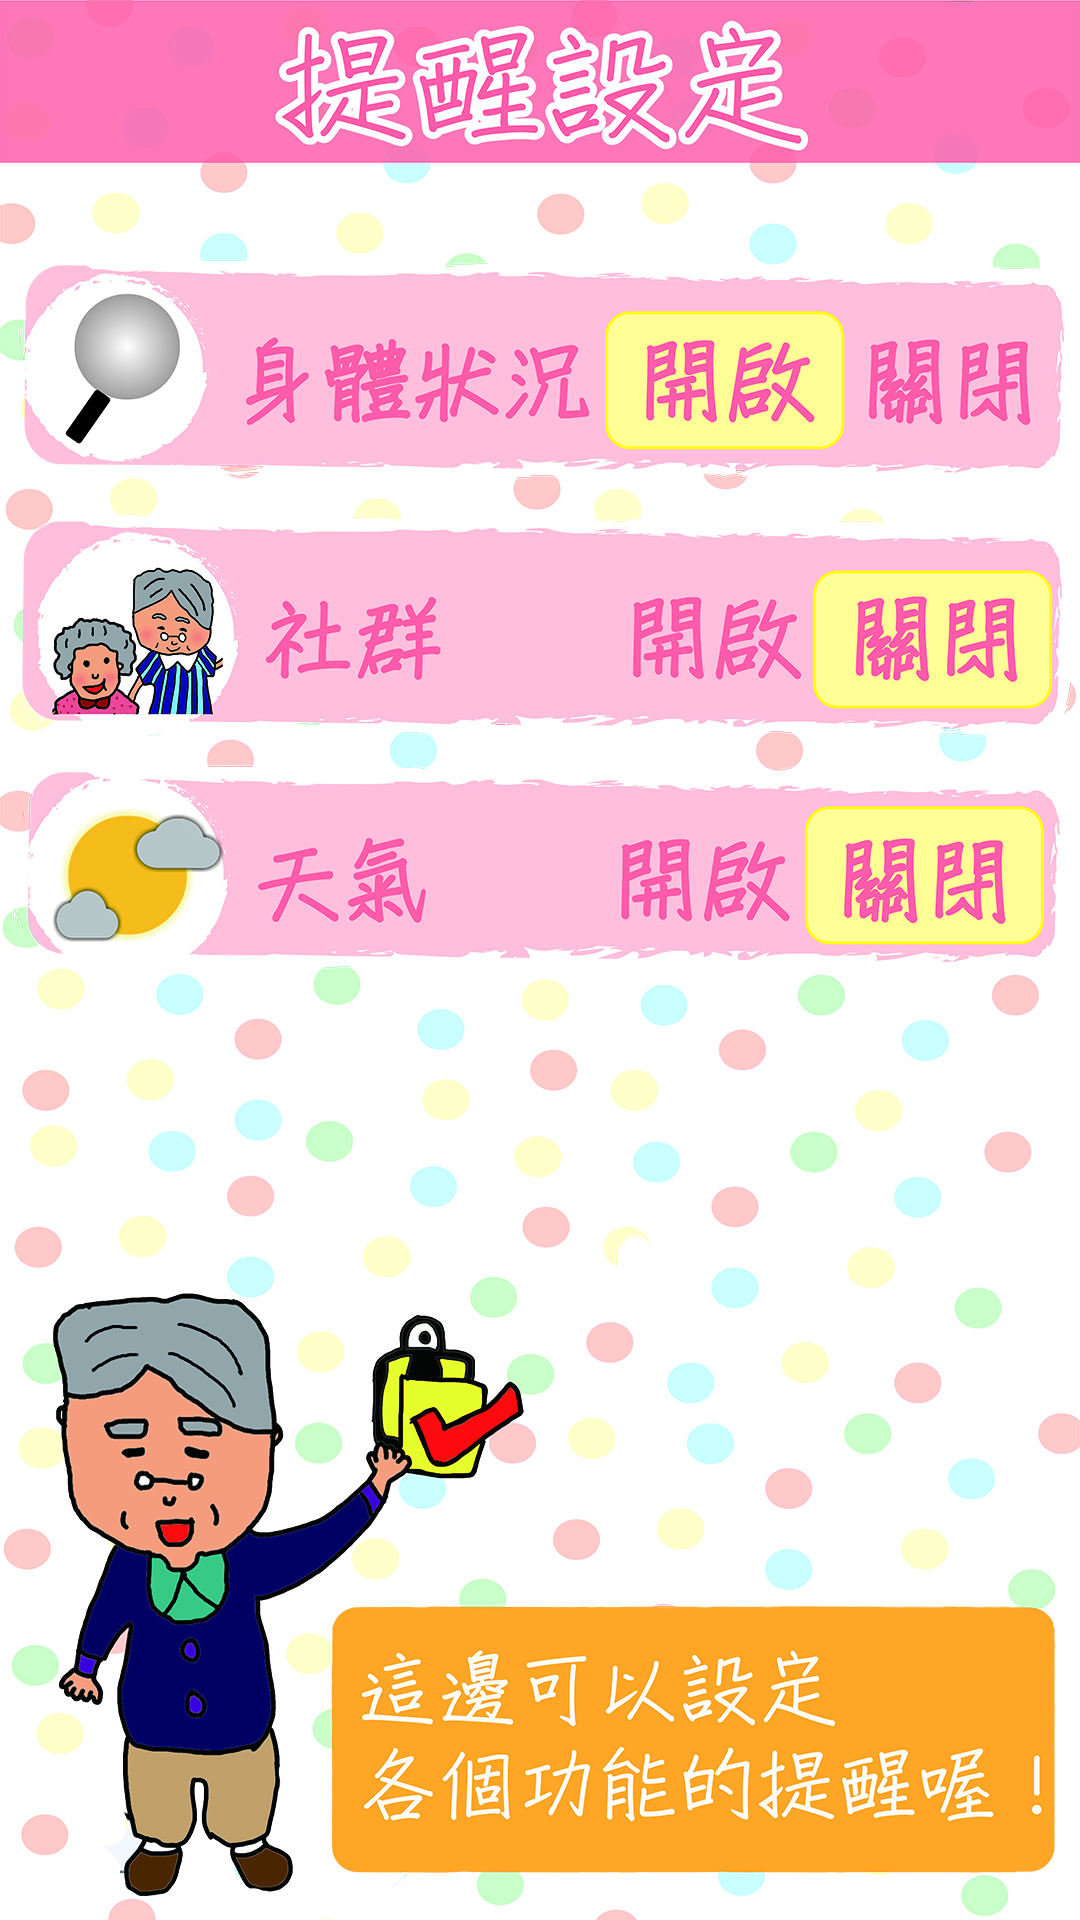 提醒設定
身體狀況 開啟 關閉
社群 開啟 關閉
天氣 開啟 關閉
這邊可以設定
各個功能的提醒喔！